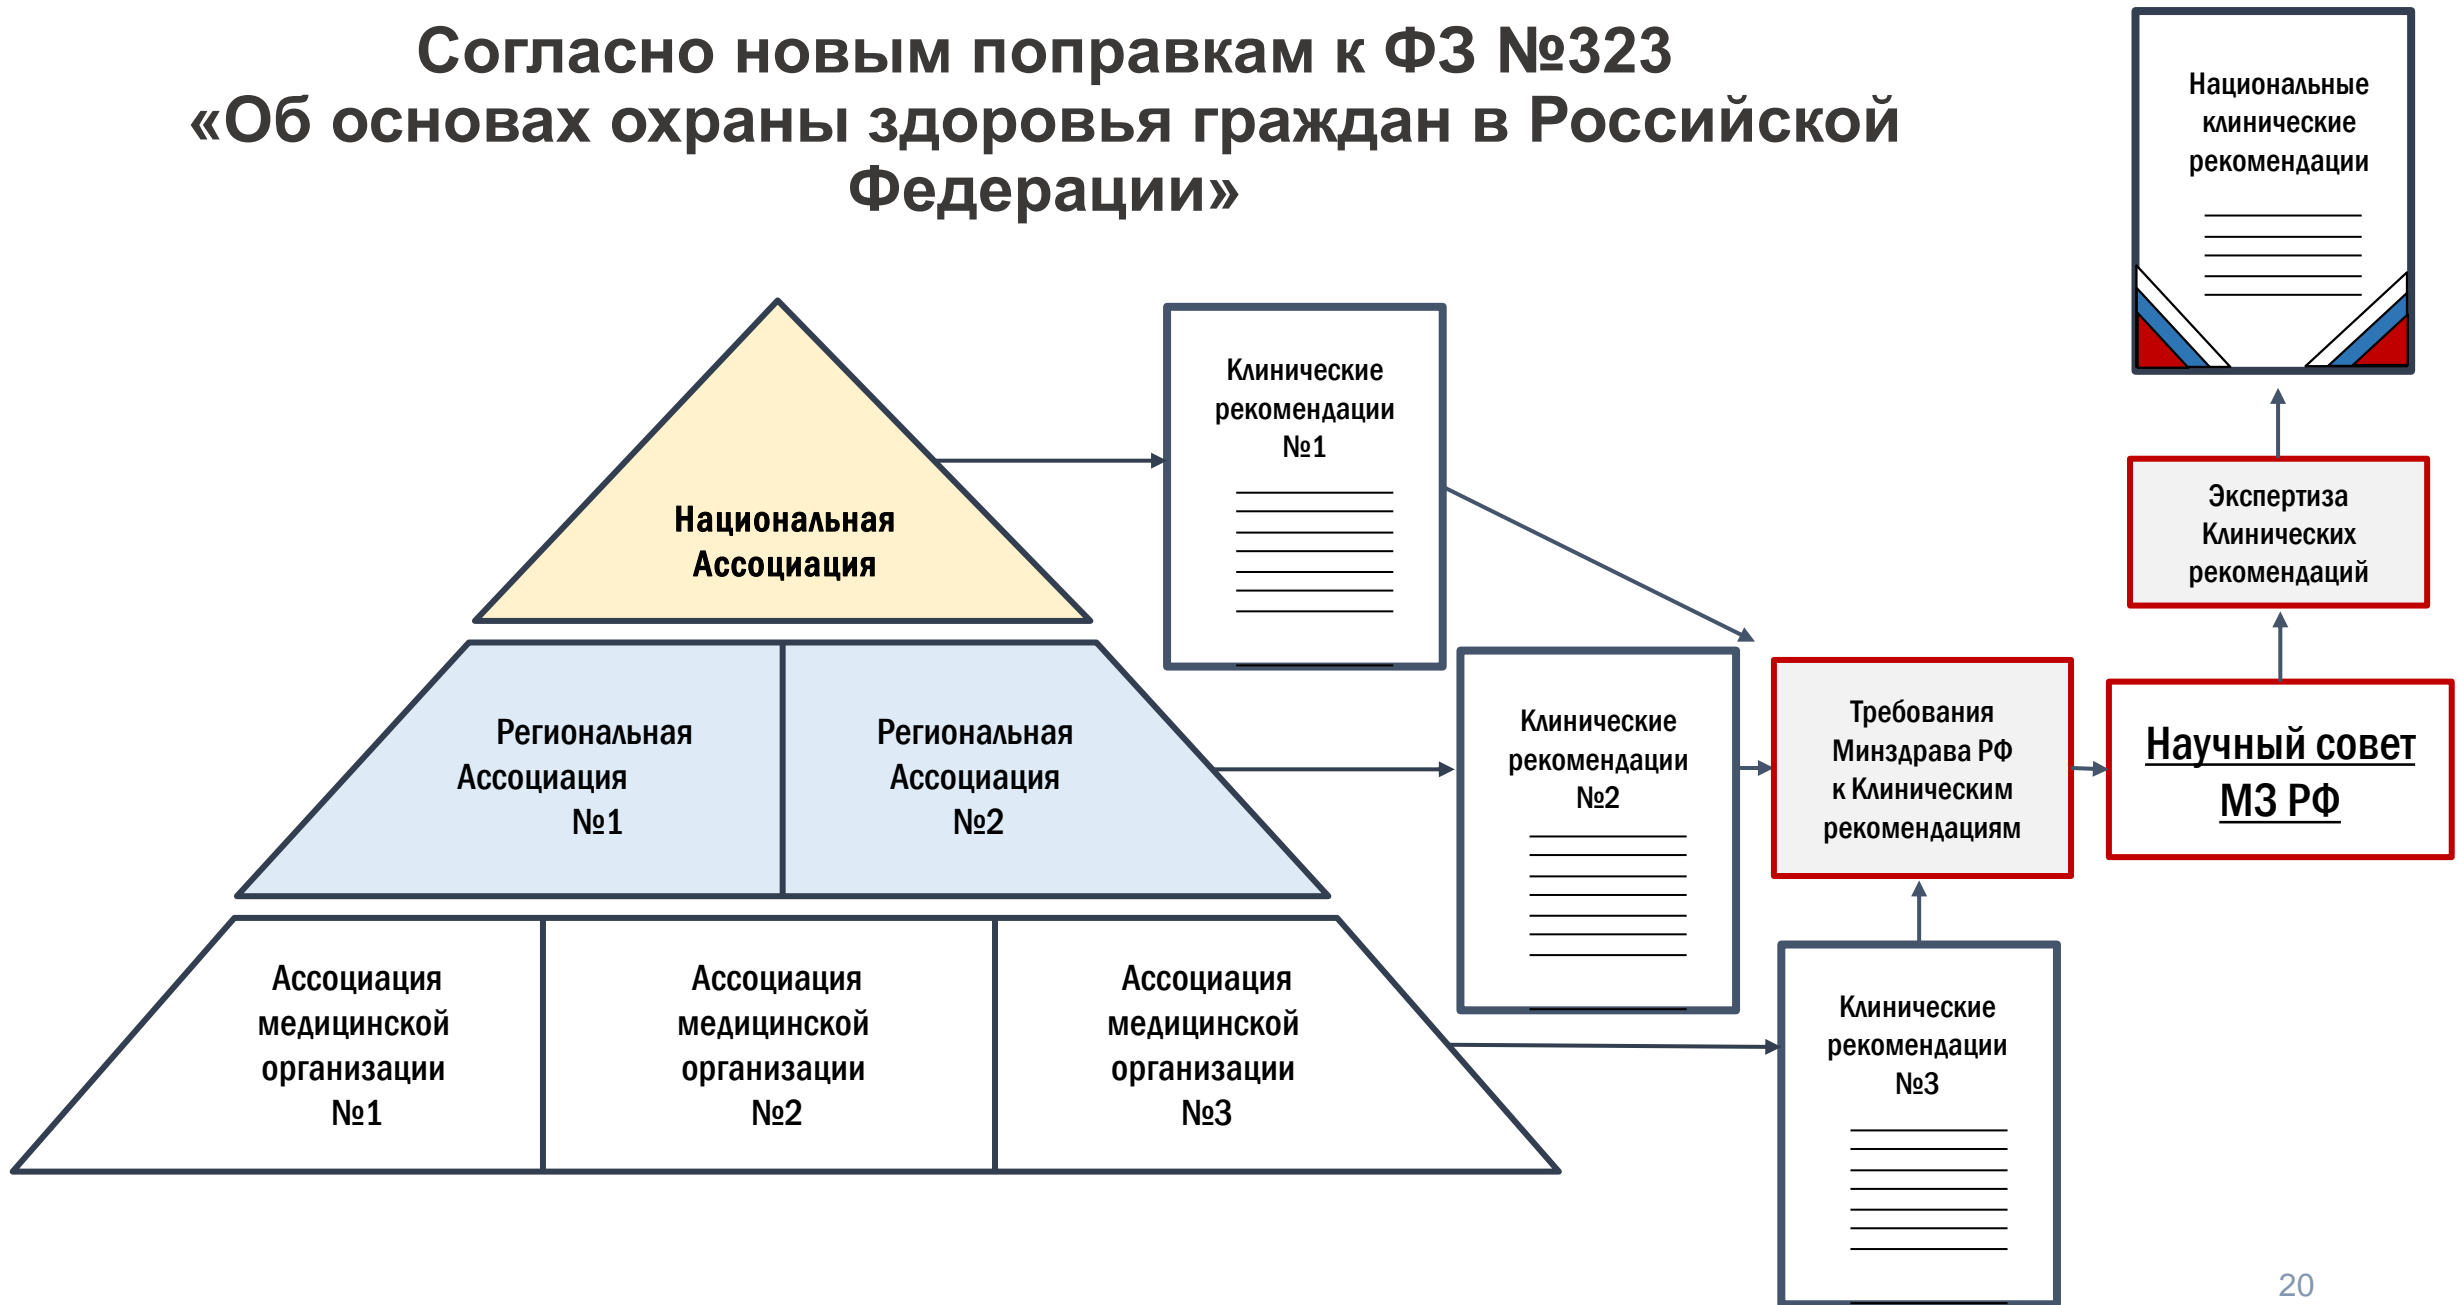 Согласно новым поправкам к ФЗ №323
«Об основах охраны здоровья граждан в Российской
Федерации»
Национальные
клинические
рекомендации
Клинические
рекомендации
№1
Национальная
Ассоциация
Экспертиза
Клинических
рекомендаций
Региональная
Ассоциация
№1
Региональная
Ассоциация
№2
Клинические
рекомендации
№2
Требования
Минздрава РФ
к Клиническим
рекомендациям
Научный совет
МЗ РФ
Ассоциация
медицинской
организации
№1
Ассоциация
медицинской
организации
№2
Ассоциация
медицинской
организации
№3
Клинические
рекомендации
№3
20